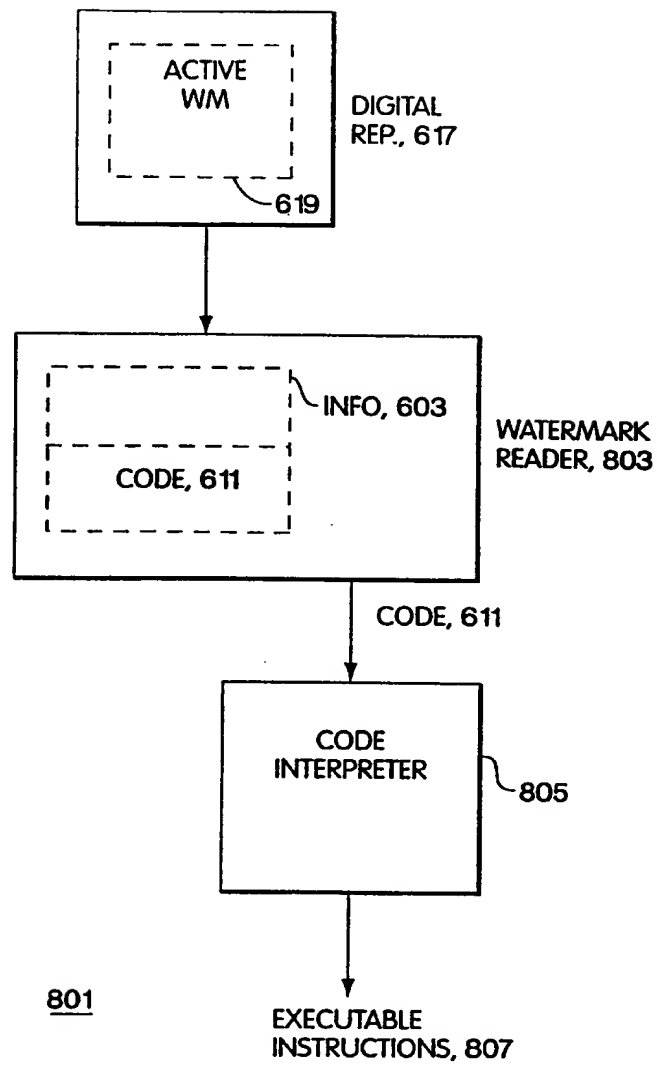 ACTIVE
WM
DIGITAL
REP., 617
619
INFO, 603
CODE, 611
WATERMARK
READER, 803
CODE, 611
CODE
INTERPRETER
805
801
EXECUTABLE
INSTRUCTIONS, 807